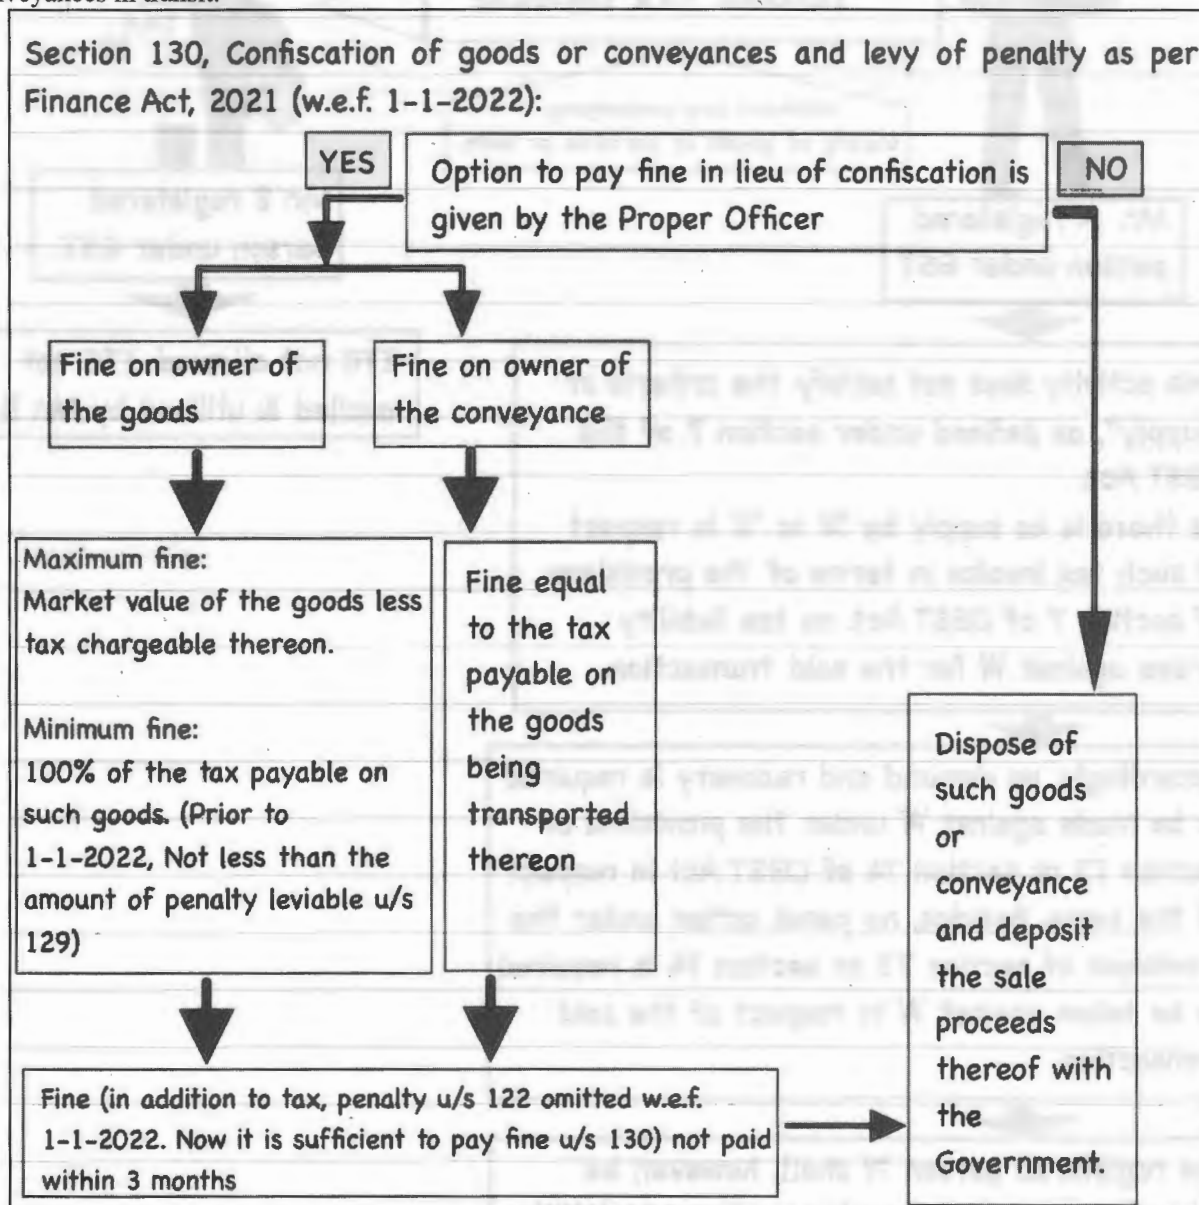 veyances in transit.
Section 130, Confiscation of goods or conveyances and levy of penalty as per
Finance Act, 2021 (w.e.f. 1-1-2022):
YES
Option to pay fine in lieu of confiscation is
given by the Proper Officer
NO
Fine on owner of
the goods
Fine on owner of
the conveyance
Maximum fine:
Market value of the goods less
tax chargeable thereon.
Minimum fine:
100% of the tax payable on
such goods. (Prior to
1-1-2022, Not less than the
amount of penalty leviable u/s
129)
Fine equal
to the tax
payable on
the goods
being
transported
thereon
Dispose of
such goods
or
conveyance
and deposit
the sale
proceeds
thereof with
the
Government.
Fine (in addition to tax, penalty u/s 122 omitted w.e.f.
1-1-2022. Now it is sufficient to pay fine u/s 130) not paid
within 3 months